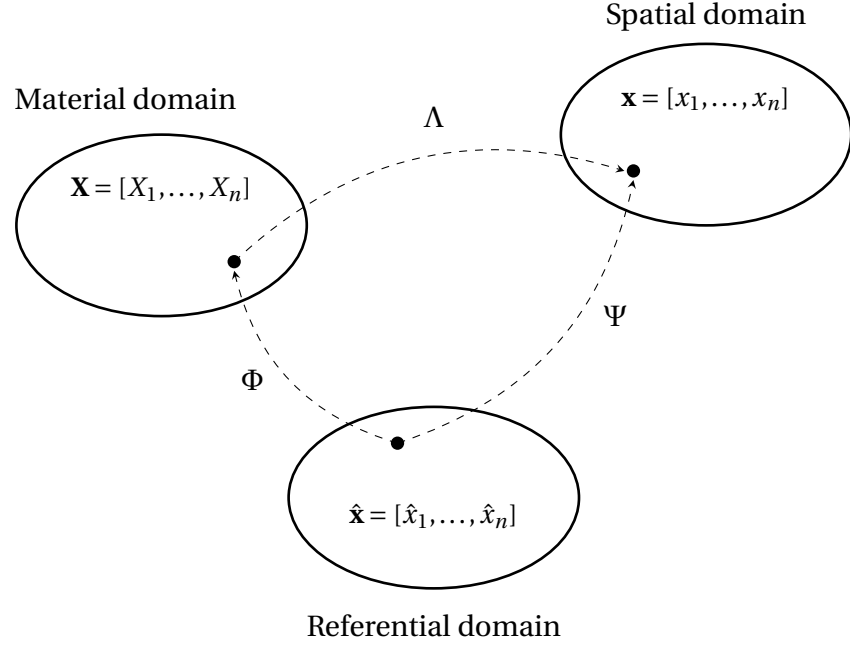 Spatial domain
𝐱 = [x₁,…,xₙ]
Material domain
Λ
𝐗 = [X₁,…,Xₙ]
Ψ
Φ
𝐱̂ = [x̂₁,…,x̂ₙ]
Referential domain